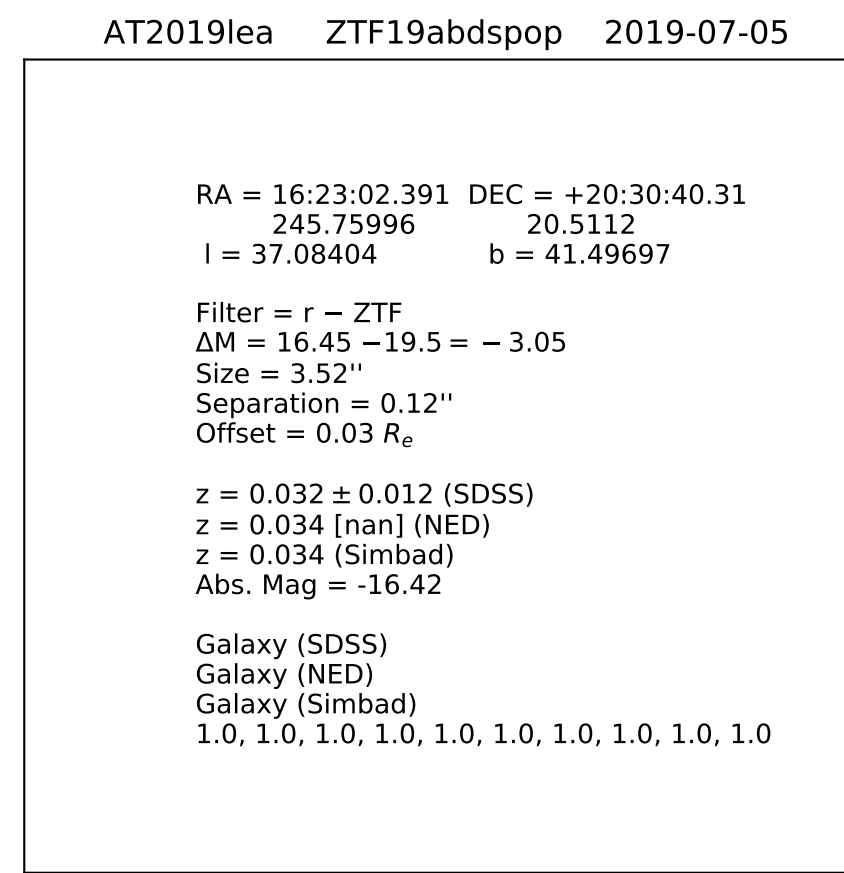 AT2019lea ZTF19abdspop 2019-07-05
RA = 16:23:02.391 DEC = +20:30:40.31
245.75996 20.5112
l = 37.08404 b = 41.49697
Filter = r − ZTF
ΔM = 16.45 −19.5 = − 3.05
Size = 3.52''
Separation = 0.12''
Offset = 0.03 Re
z = 0.032 ± 0.012 (SDSS)
z = 0.034 [nan] (NED)
z = 0.034 (Simbad)
Abs. Mag = -16.42
Galaxy (SDSS)
Galaxy (NED)
Galaxy (Simbad)
1.0, 1.0, 1.0, 1.0, 1.0, 1.0, 1.0, 1.0, 1.0, 1.0